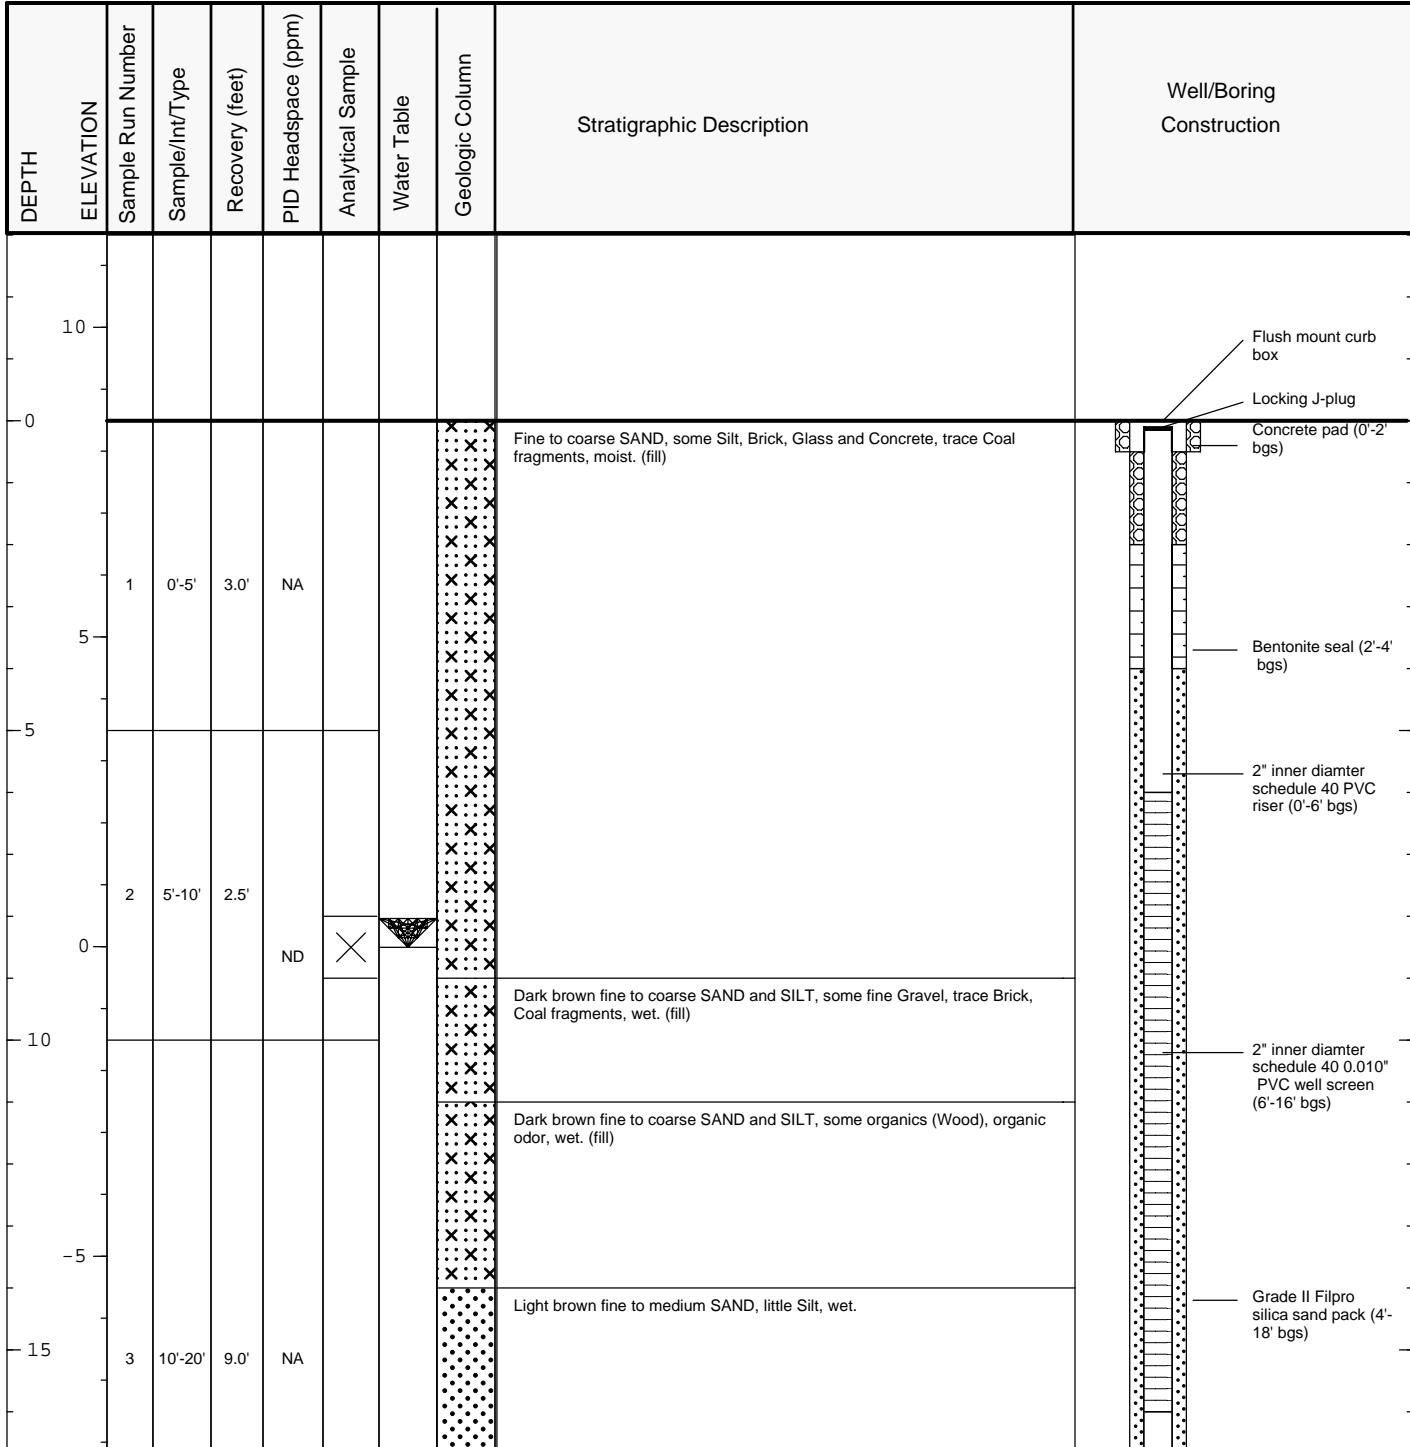 DEPTH
ELEVATION
Sample Run Number
Sample/Int/Type
Recovery (feet)
PID Headspace (ppm)
Analytical Sample
Water Table
Geologic Column
Stratigraphic Description
Well/Boring
Construction
10
0
5
5
0
10
-5
15
1
0'-5'
3.0'
NA
2
5'-10'
2.5'
ND
3
10'-20'
9.0'
NA
Fine to coarse SAND, some Silt, Brick, Glass and Concrete, trace Coal
fragments, moist. (fill)
Dark brown fine to coarse SAND and SILT, some fine Gravel, trace Brick,
Coal fragments, wet. (fill)
Dark brown fine to coarse SAND and SILT, some organics (Wood), organic
odor, wet. (fill)
Light brown fine to medium SAND, little Silt, wet.
Flush mount curb
box
Locking J-plug
Concrete pad (0'-2'
bgs)
Bentonite seal (2'-4'
bgs)
2" inner diamter
schedule 40 PVC
riser (0'-6' bgs)
2" inner diamter
schedule 40 0.010"
PVC well screen
(6'-16' bgs)
Grade II Filpro
silica sand pack (4'-
18' bgs)